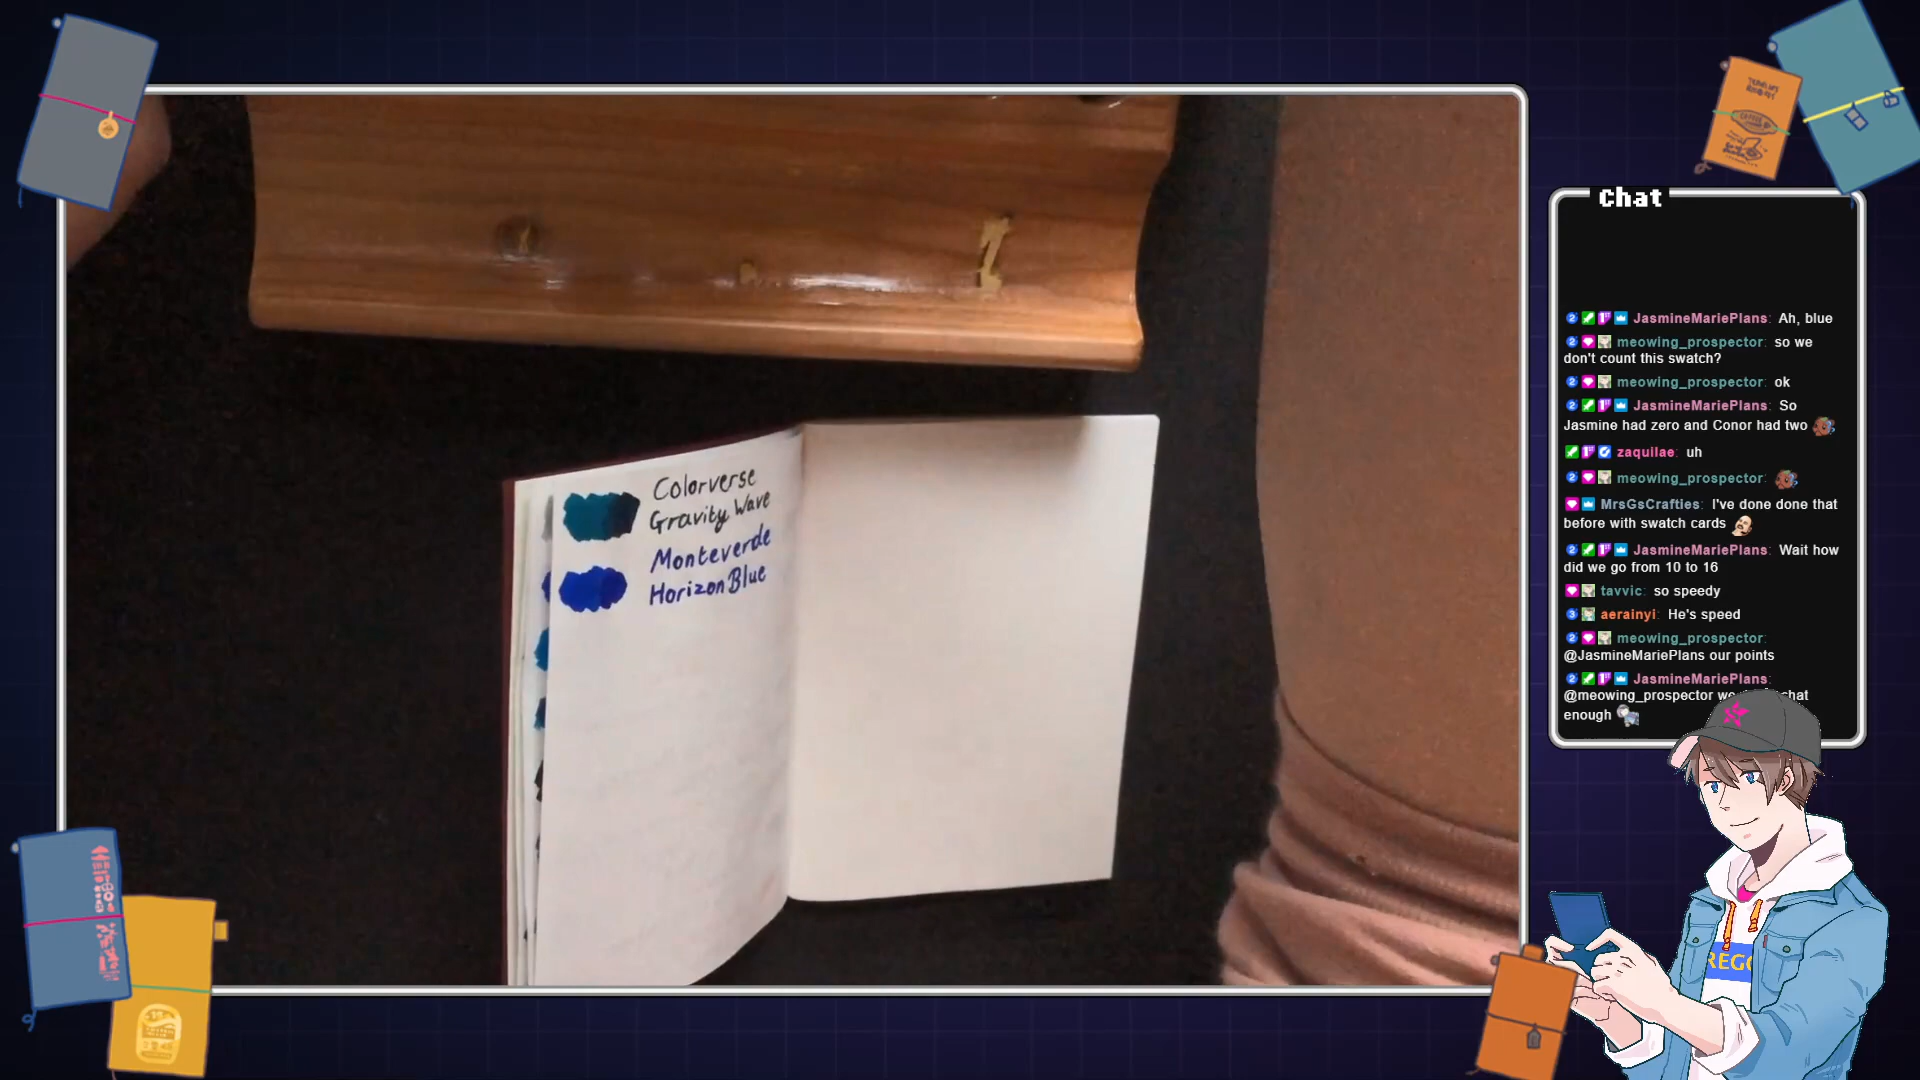 Colorverse
Gravity Wave
Monteverde
Horizon Blue
chat
JasmineMariePlans: Ah, blue
meowing_prospector: so we
don't count this swatch?
meowing_prospector: ok
JasmineMariePlans: So
Jasmine had zero and Conor had two
zaquilae: uh
meowing_prospector:
MrsGsCrafties: I've done done that
before with swatch cards
JasmineMariePlans: Wait how
did we go from 10 to 16
tavvic: so speedy
aerainyi: He's speed
meowing_prospector:
@JasmineMariePlans our points
JasmineMariePlans:
@meowing_prospector we chat
enough
REGO